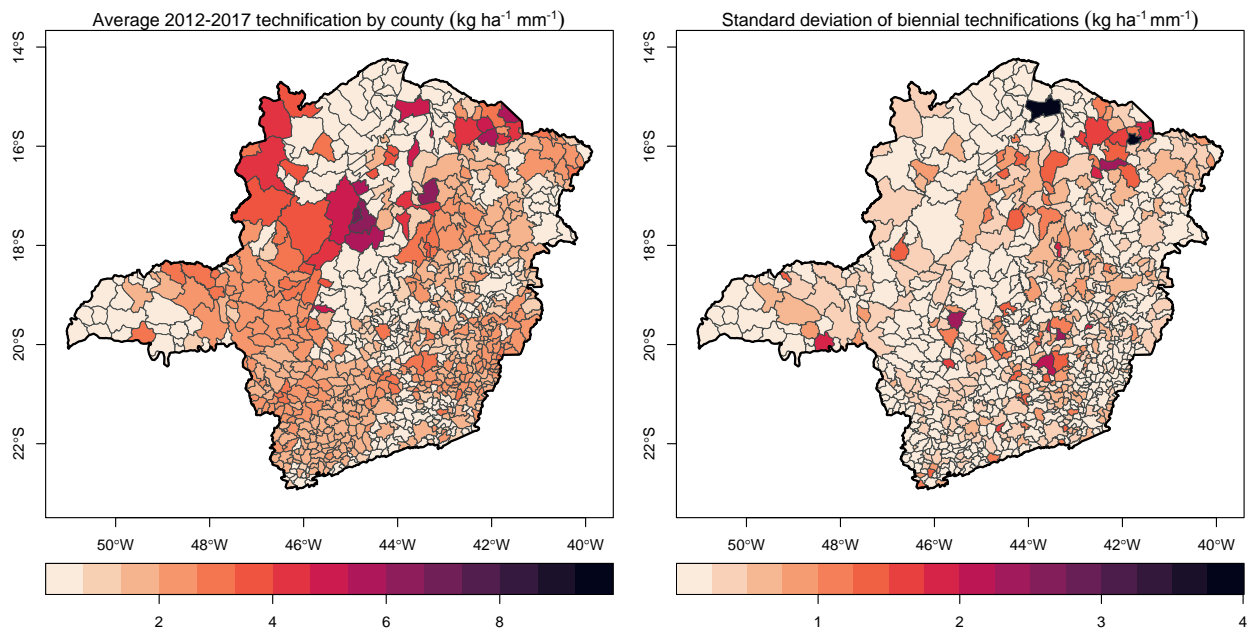 Average 2012-2017 technification by county (kg ha⁻¹ mm⁻¹)
14°S
16°S
18°S
20°S
22°S
50°W 48°W 46°W 44°W 42°W 40°W
2 4 6 8
Standard deviation of biennial technifications (kg ha⁻¹ mm⁻¹)
14°S
16°S
18°S
20°S
22°S
50°W 48°W 46°W 44°W 42°W 40°W
1 2 3 4